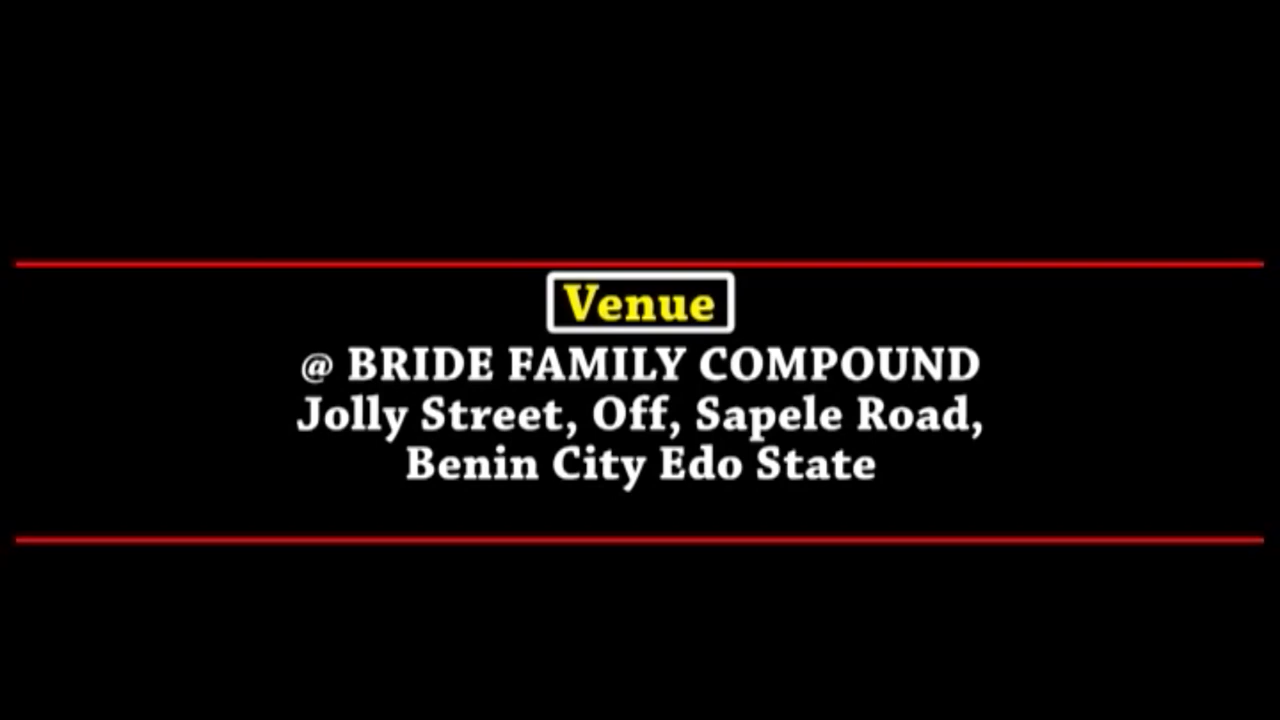 Venue
@ BRIDE FAMILY COMPOUND
Jolly Street, Off, Sapele Road,
Benin City Edo State